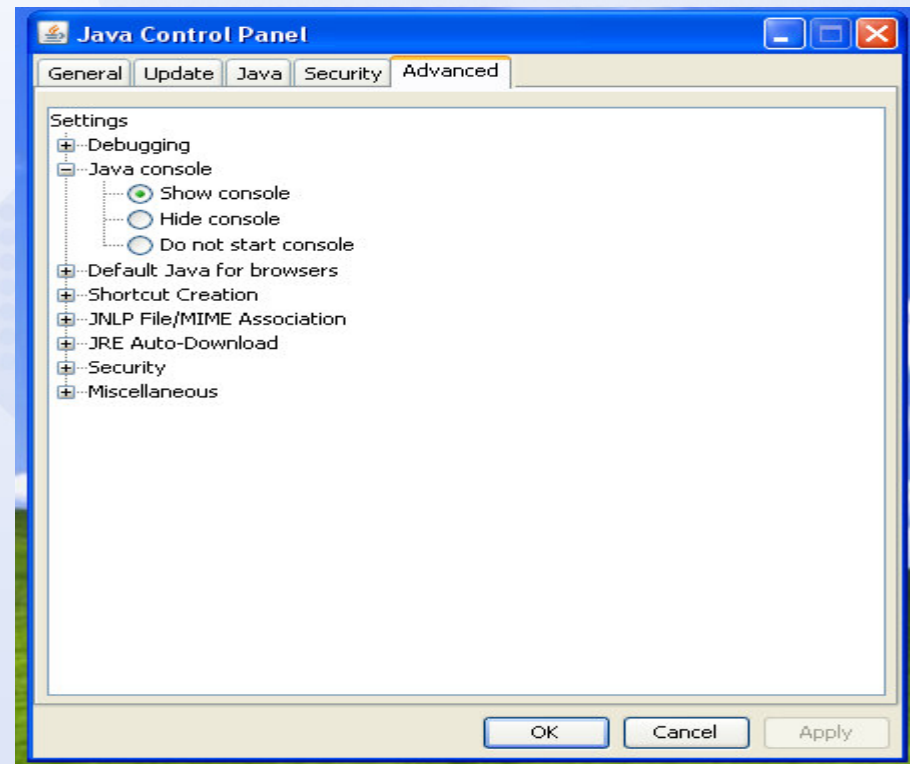 Java Control Panel
General Update Java Security Advanced
Settings
Debugging
Java console
Show console
Hide console
Do not start console
Default Java for browsers
Shortcut Creation
JNLP File/MIME Association
JRE Auto-Download
Security
Miscellaneous
OK Cancel Apply